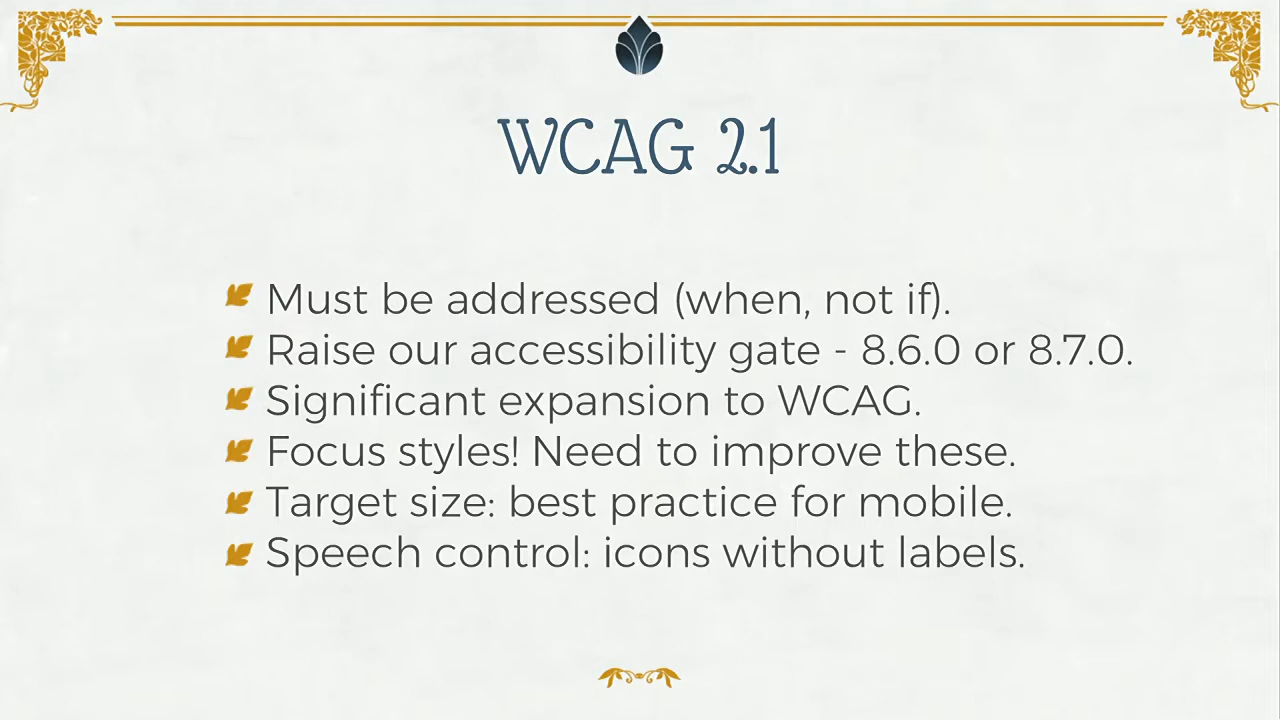 WCAG 2.1
Must be addressed (when, not if).
Raise our accessibility gate - 8.6.0 or 8.7.0.
Significant expansion to WCAG.
Focus styles! Need to improve these.
Target size: best practice for mobile.
Speech control: icons without labels.